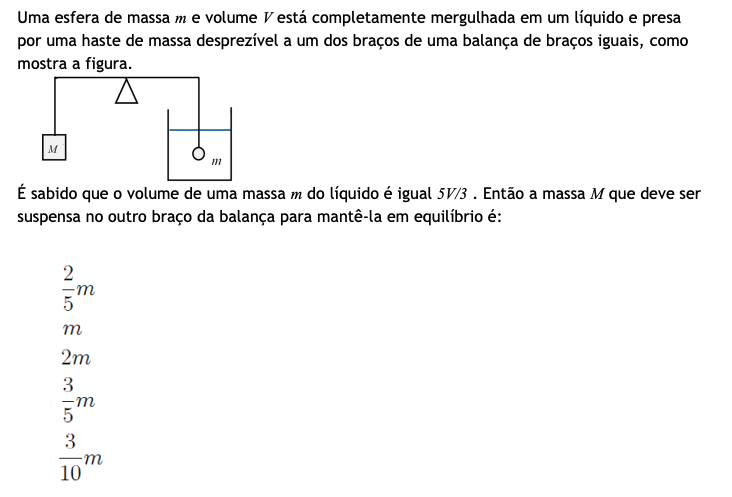 Uma esfera de massa m e volume V está completamente mergulhada em um líquido e presa
por uma haste de massa desprezível a um dos braços de uma balança de braços iguais, como
mostra a figura.
M
m
É sabido que o volume de uma massa m do líquido é igual 5V/3 . Então a massa M que deve ser
suspensa no outro braço da balança para mantê-la em equilíbrio é:
2/5 m
m
2m
3/5 m
3/10 m